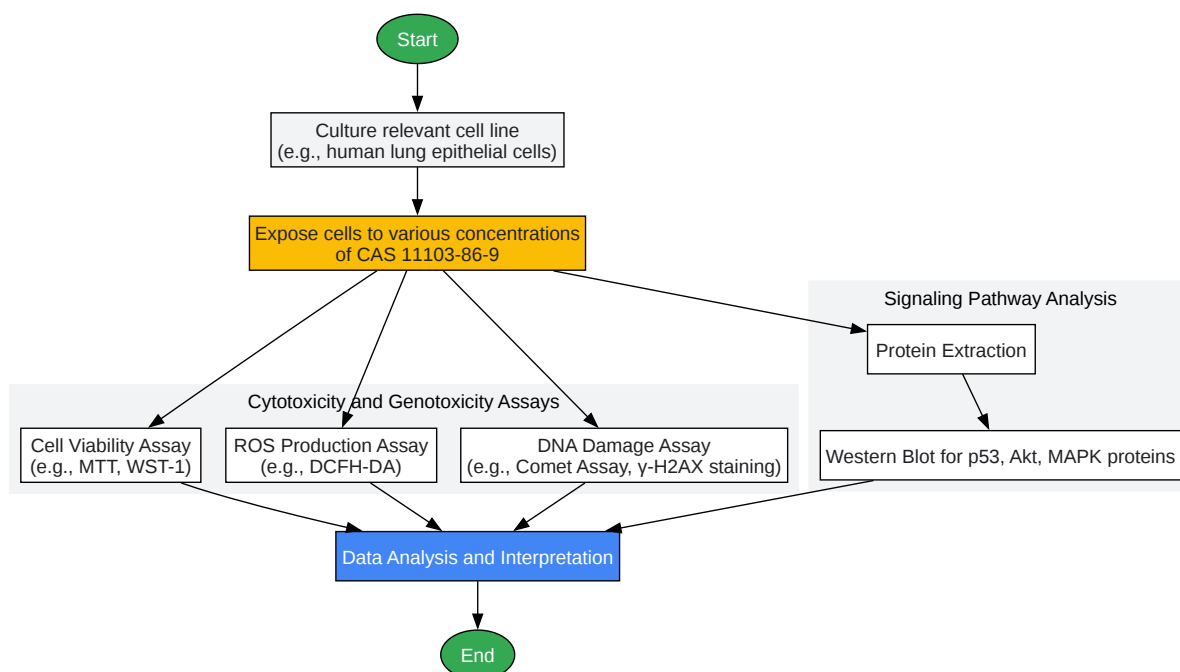 Start
Culture relevant cell line
(e.g., human lung epithelial cells)
Expose cells to various concentrations
of CAS 11103-86-9
Signaling Pathway Analysis
Protein Extraction
Cytotoxicity and Genotoxicity Assays
Cell Viability Assay
(e.g., MTT, WST-1)
ROS Production Assay
(e.g., DCFH-DA)
DNA Damage Assay
(e.g., Comet Assay, γ-H2AX staining)
Western Blot for p53, Akt, MAPK proteins
Data Analysis and Interpretation
End